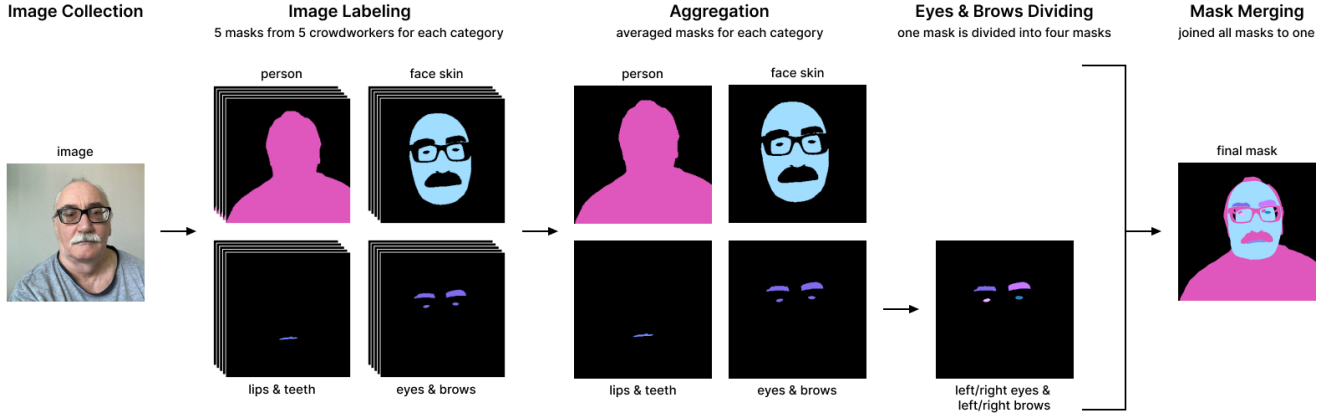 Image Collection
Image Labeling
5 masks from 5 crowdworkers for each category
Aggregation
averaged masks for each category
Eyes & Brows Dividing
one mask is divided into four masks
Mask Merging
joined all masks to one
image
person
face skin
lips & teeth
eyes & brows
person
face skin
lips & teeth
eyes & brows
left/right eyes &
left/right brows
final mask